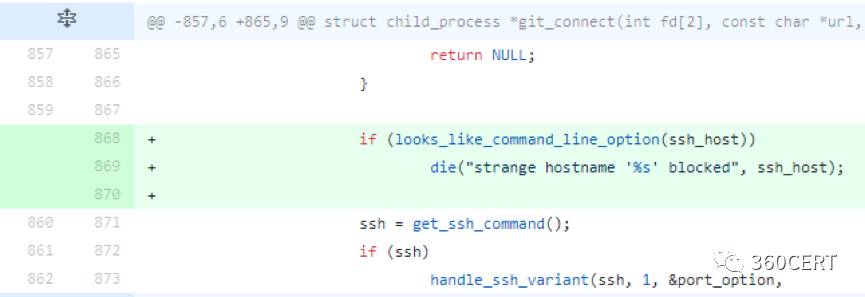 @@ -857,6 +865,9 @@ struct child_process *git_connect(int fd[2], const char *url,
857 865 return NULL;
858 866 }
859 867
868 + if (looks_like_command_line_option(ssh_host))
869 + die("strange hostname '%s' blocked", ssh_host);
870 +
860 871 ssh = get_ssh_command();
861 872 if (ssh)
862 873 handle_ssh_variant(ssh, 1, &port_option,
360CERT